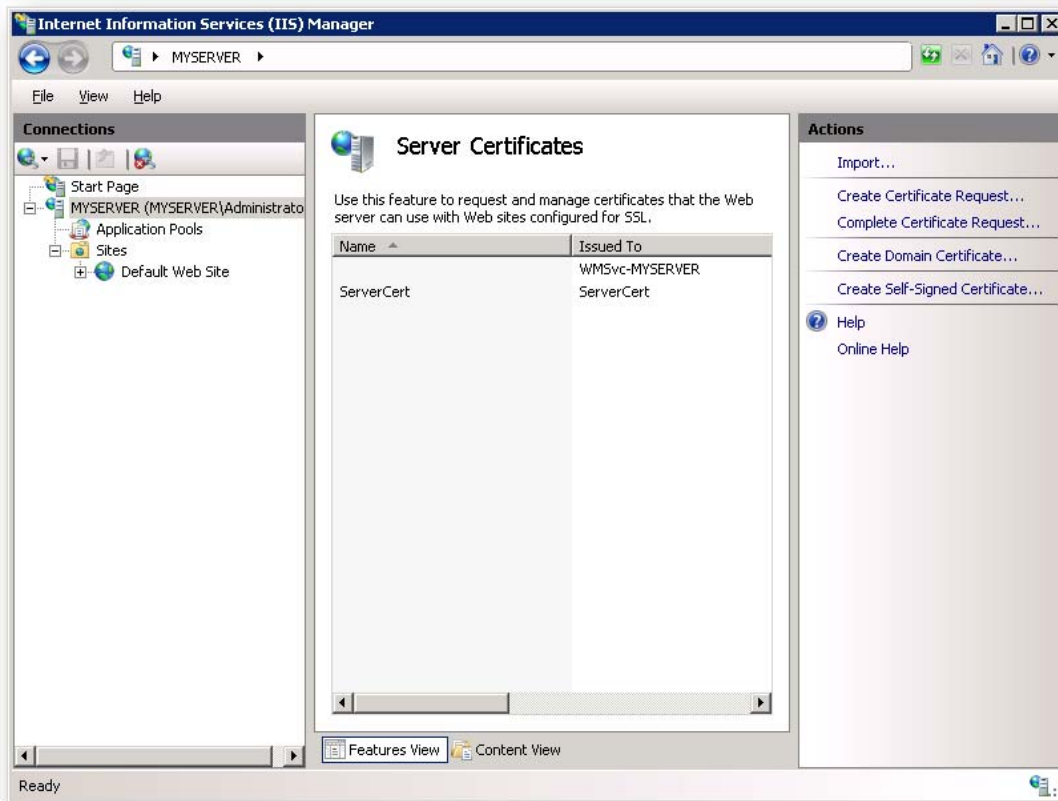 Internet Information Services (IIS) Manager
MYSERVER
File View Help
Connections
Start Page
MYSERVER (MYSERVER\Administrato
Application Pools
Sites
Default Web Site
Server Certificates
Use this feature to request and manage certificates that the Web
server can use with Web sites configured for SSL.
Name Issued To
WMSvc-MYSERVER
ServerCert ServerCert
Features View Content View
Actions
Import...
Create Certificate Request...
Complete Certificate Request...
Create Domain Certificate...
Create Self-Signed Certificate...
Help
Online Help
Ready